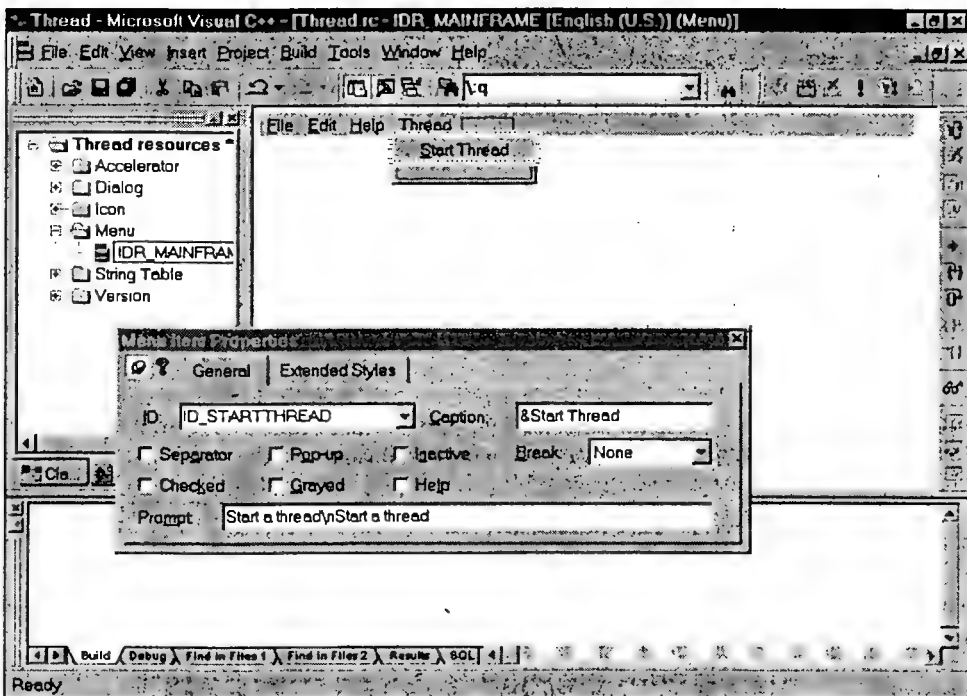 Thread - Microsoft Visual C++ - [Thread.rc - IDR_MAINFRAME [English (U.S.)] (Menu)]
File Edit View Insert Project Build Tools Window Help
\:q
File Edit Help Thread
Start Thread
Thread resources *
Accelerator
Dialog
Icon
Menu
IDR_MAINFRAM
String Table
Version
Menu Item Properties
General Extended Styles
ID: ID_STARTTHREAD Caption: &Start Thread
Separator Pop-up Inactive Break: None
Checked Grayed Help
Prompt: Start a thread\nStart a thread
Cla...
Build Debug Find in Files 1 Find in Files 2 Results SQL
Ready